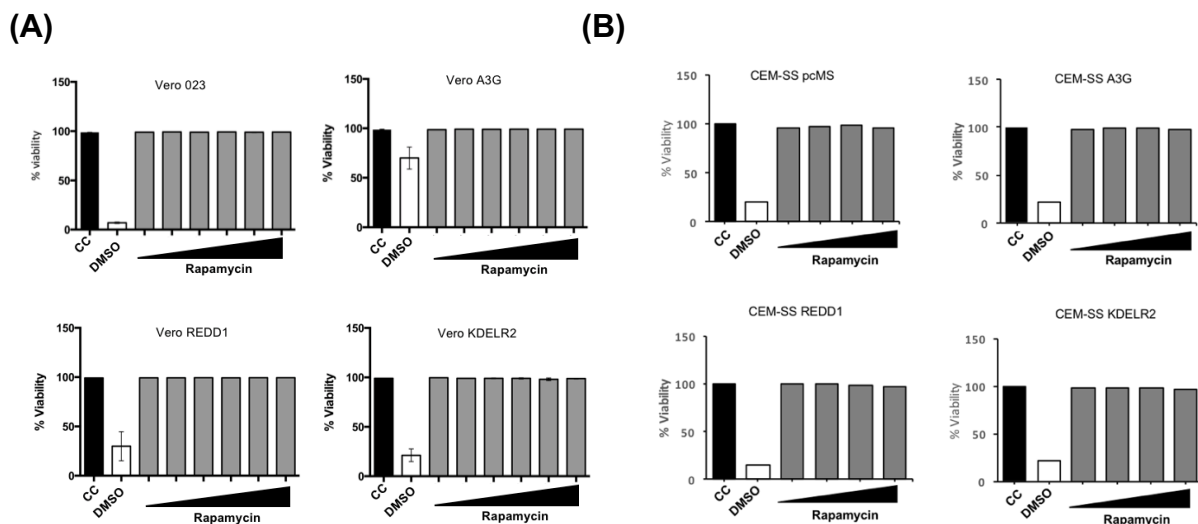 (A)
(B)
Vero 023
% viability
150
100
50
0
CC
DMSO
Rapamycin
Vero A3G
% Viability
150
100
50
0
CC
DMSO
Rapamycin
CEM-SS pcMS
% Viability
150
100
50
0
CC
DMSO
Rapamycin
CEM-SS A3G
% Viability
150
100
50
0
CC
DMSO
Rapamycin
Vero REDD1
% Viability
150
100
50
0
CC
DMSO
Rapamycin
Vero KDELR2
% Viability
150
100
50
0
CC
DMSO
Rapamycin
CEM-SS REDD1
% Viability
150
100
50
0
CC
DMSO
Rapamycin
CEM-SS KDELR2
% Viability
150
100
50
0
CC
DMSO
Rapamycin